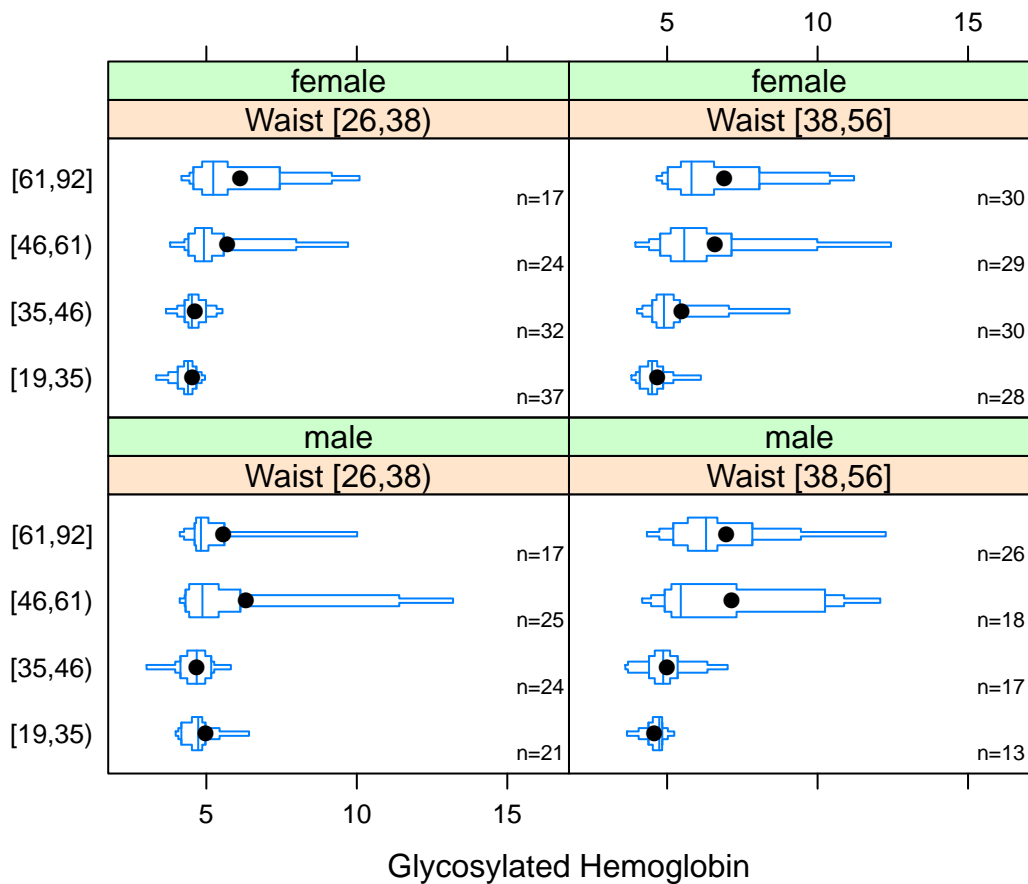 5 10 15
female female
Waist [26,38) Waist [38,56]
[61,92] n=17 n=30
[46,61) n=24 n=29
[35,46) n=32 n=30
[19,35) n=37 n=28
male male
Waist [26,38) Waist [38,56]
[61,92] n=17 n=26
[46,61) n=25 n=18
[35,46) n=24 n=17
[19,35) n=21 n=13
5 10 15
Glycosylated Hemoglobin